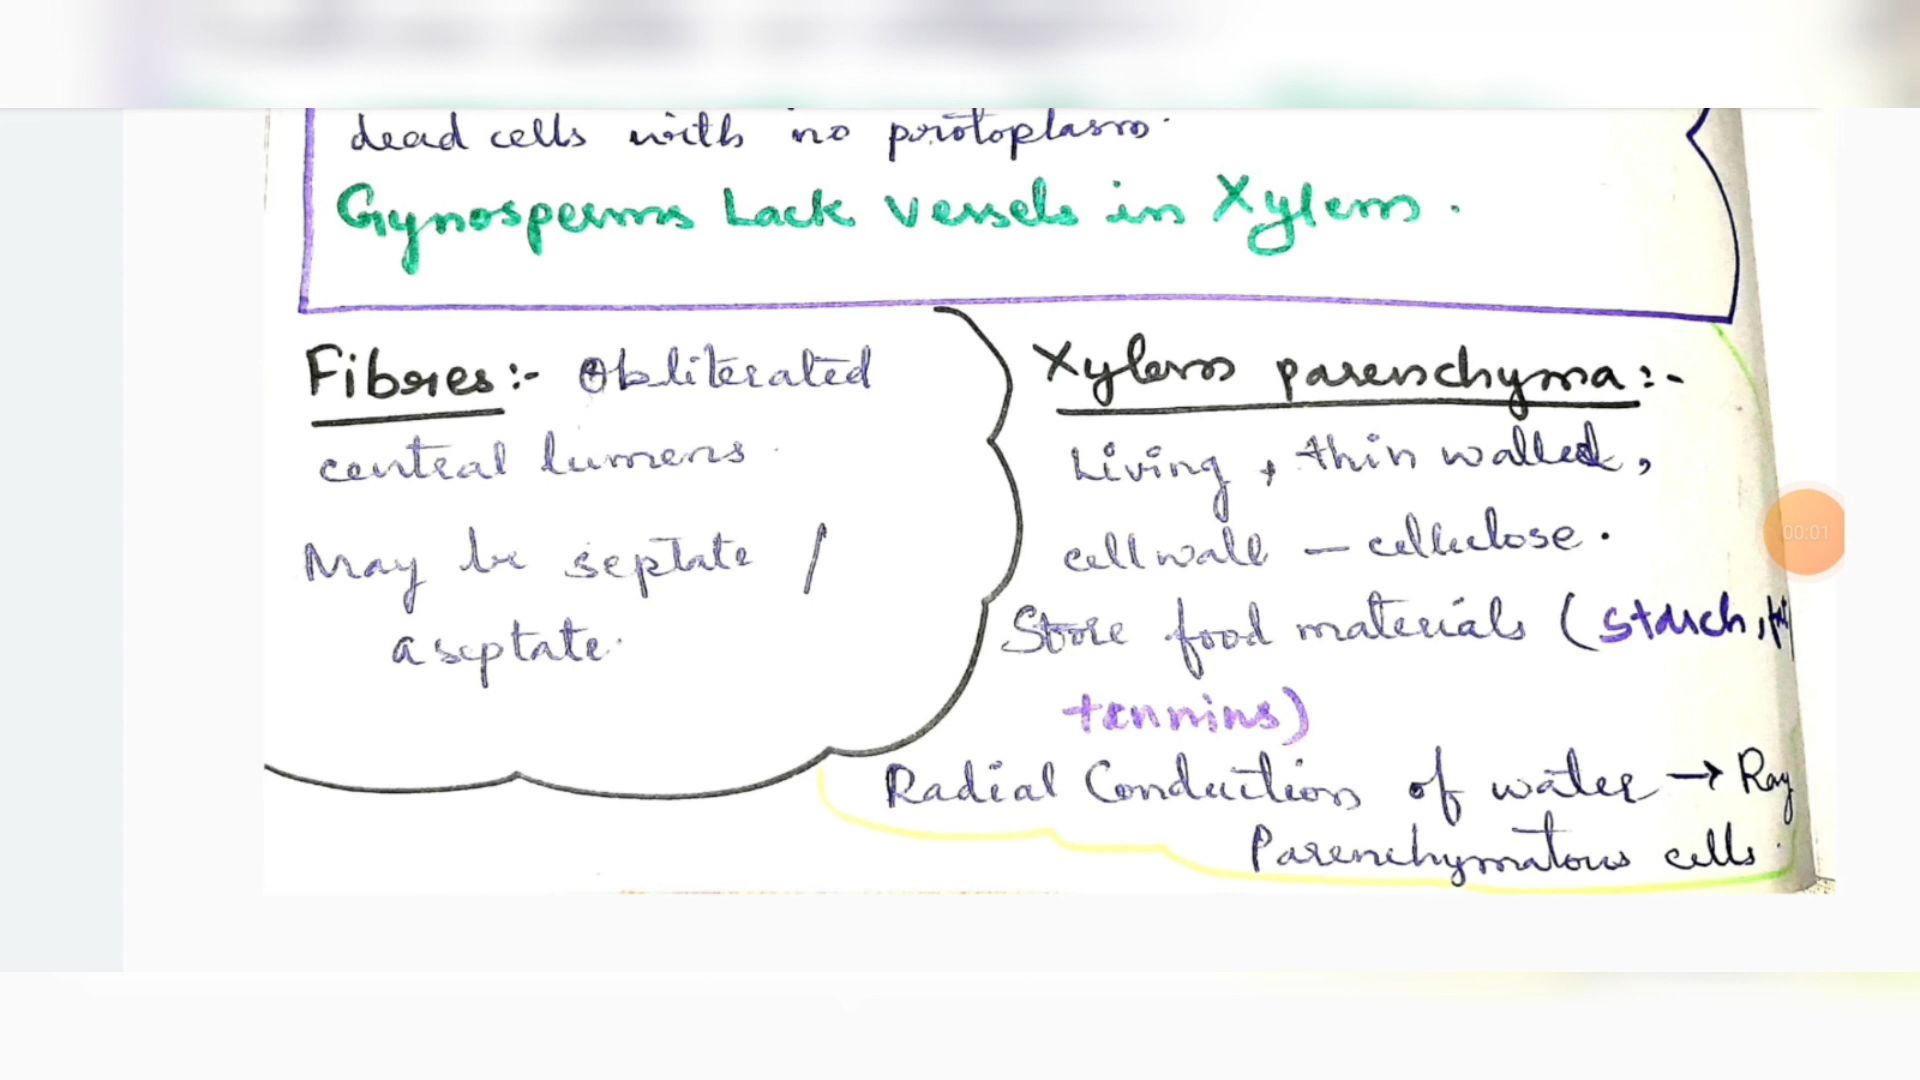 dead cells with no protoplasm.
Gynosperms Lack vessels in Xylem.
Fibres:- Obliterated
central lumens.
May be septate /
aseptate.
Xylem parenchyma:-
Living, thin walled,
cell wall — cellulose.
Store food materials (starch,
tannins)
Radial Conduction of water → Ray
Parenchymatous cells.
00:01